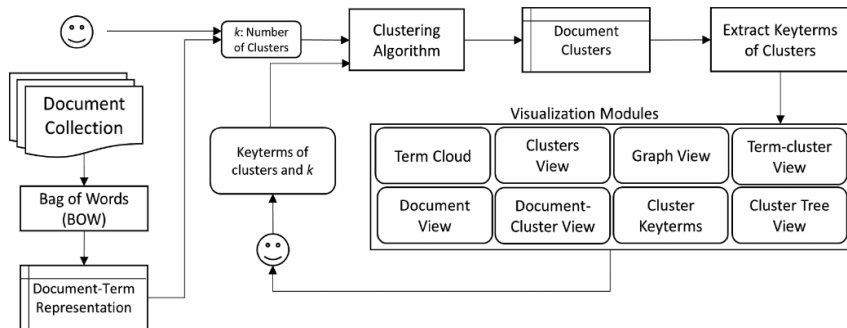 k: Number
of Clusters
Clustering
Algorithm
Document
Clusters
Extract Keyterms
of Clusters
Document
Collection
Bag of Words
(BOW)
Document-Term
Representation
Keyterms of
clusters and k
Visualization Modules
Term Cloud
Clusters
View
Graph View
Term-cluster
View
Document
View
Document-
Cluster View
Cluster
Keyterms
Cluster Tree
View